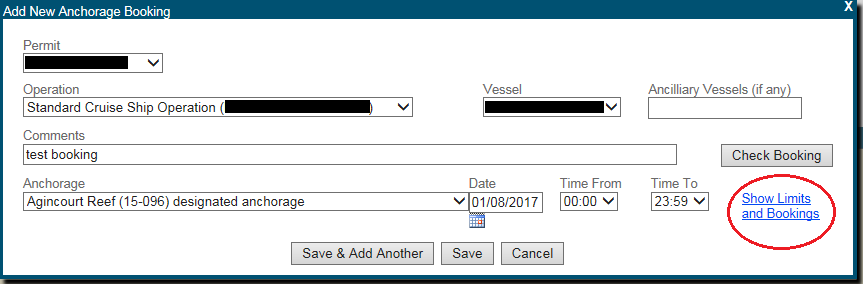 Add New Anchorage Booking X
Permit
Operation Vessel Ancilliary Vessels (if any)
Standard Cruise Ship Operation ( )
Comments
test booking Check Booking
Anchorage Date Time From Time To
Agincourt Reef (15-096) designated anchorage 01/08/2017 00:00 23:59 Show Limits
and Bookings
Save & Add Another Save Cancel